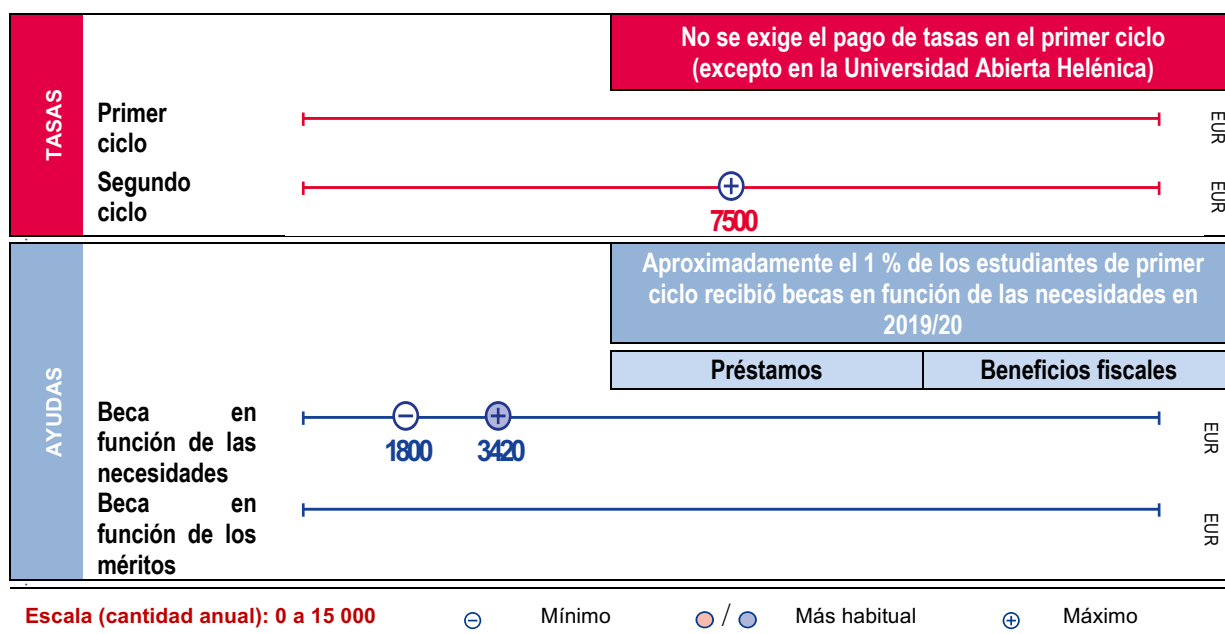 No se exige el pago de tasas en el primer ciclo
(excepto en la Universidad Abierta Helénica)
TASAS
Primer
ciclo
EUR
Segundo
ciclo
7500
EUR
Aproximadamente el 1 % de los estudiantes de primer
ciclo recibió becas en función de las necesidades en
2019/20
Préstamos
Beneficios fiscales
AYUDAS
Beca en
función de las
necesidades
1800
3420
EUR
Beca en
función de los
méritos
EUR
Escala (cantidad anual): 0 a 15 000
Mínimo
/
Más habitual
Máximo